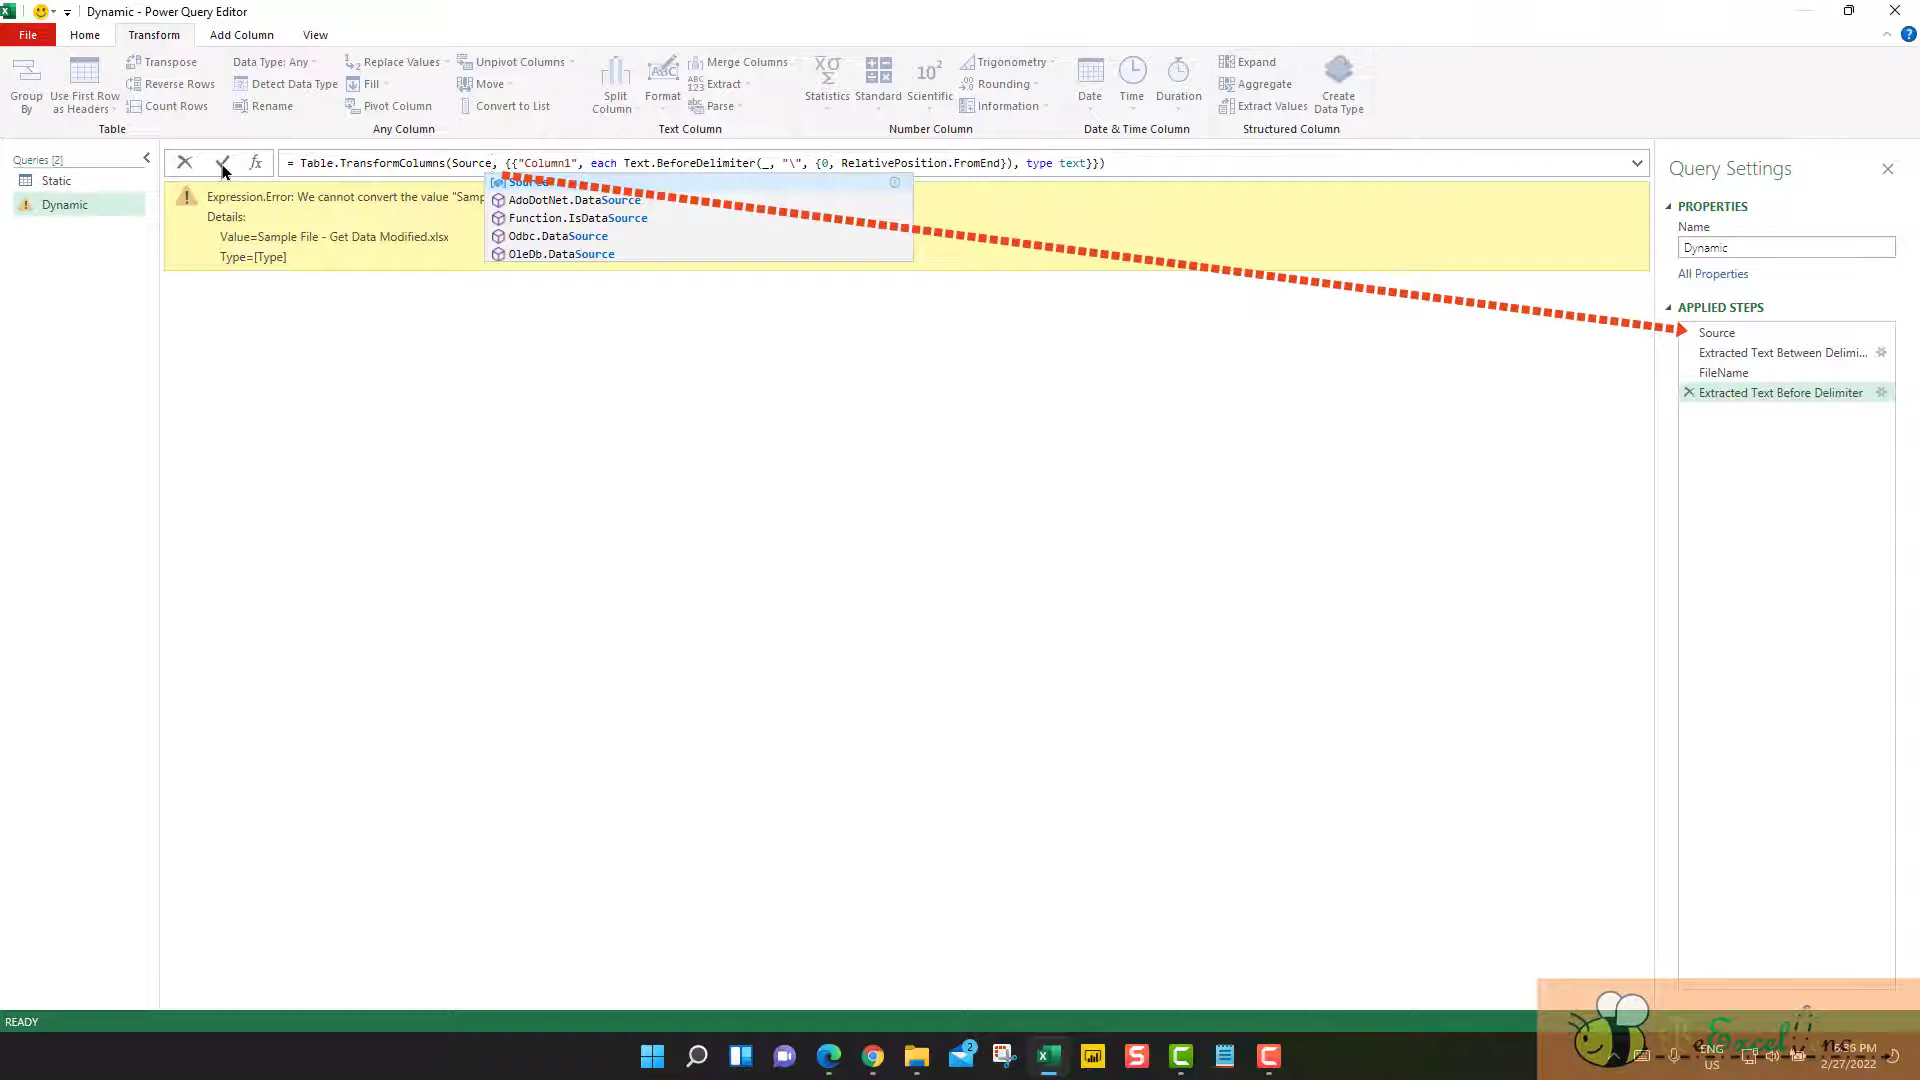 Dynamic - Power Query Editor
File Home Transform Add Column View
Group By
Use First Row as Headers
Transpose
Reverse Rows
Count Rows
Table
Data Type: Any
Detect Data Type
Rename
Replace Values
Fill
Pivot Column
Unpivot Columns
Move
Convert to List
Any Column
Split Column
Format
Merge Columns
Extract
Parse
Text Column
Statistics
Standard
Scientific
Trigonometry
Rounding
Information
Number Column
Date
Time
Duration
Date & Time Column
Expand
Aggregate
Extract Values
Structured Column
Create Data Type
Queries [2]
Static
Dynamic
= Table.TransformColumns(Source, {{"Column1", each Text.BeforeDelimiter(_, "\", {0, RelativePosition.FromEnd}), type text}})
Expression.Error: We cannot convert the value "Samp
Details:
Value=Sample File - Get Data Modified.xlsx
Type=[Type]
Source
AdoDotNet.DataSource
Function.IsDataSource
Odbc.DataSource
OleDb.DataSource
Query Settings
PROPERTIES
Name
Dynamic
All Properties
APPLIED STEPS
Source
Extracted Text Between Delimi...
FileName
Extracted Text Before Delimiter
READY
2
ENG
US
2/27/2022